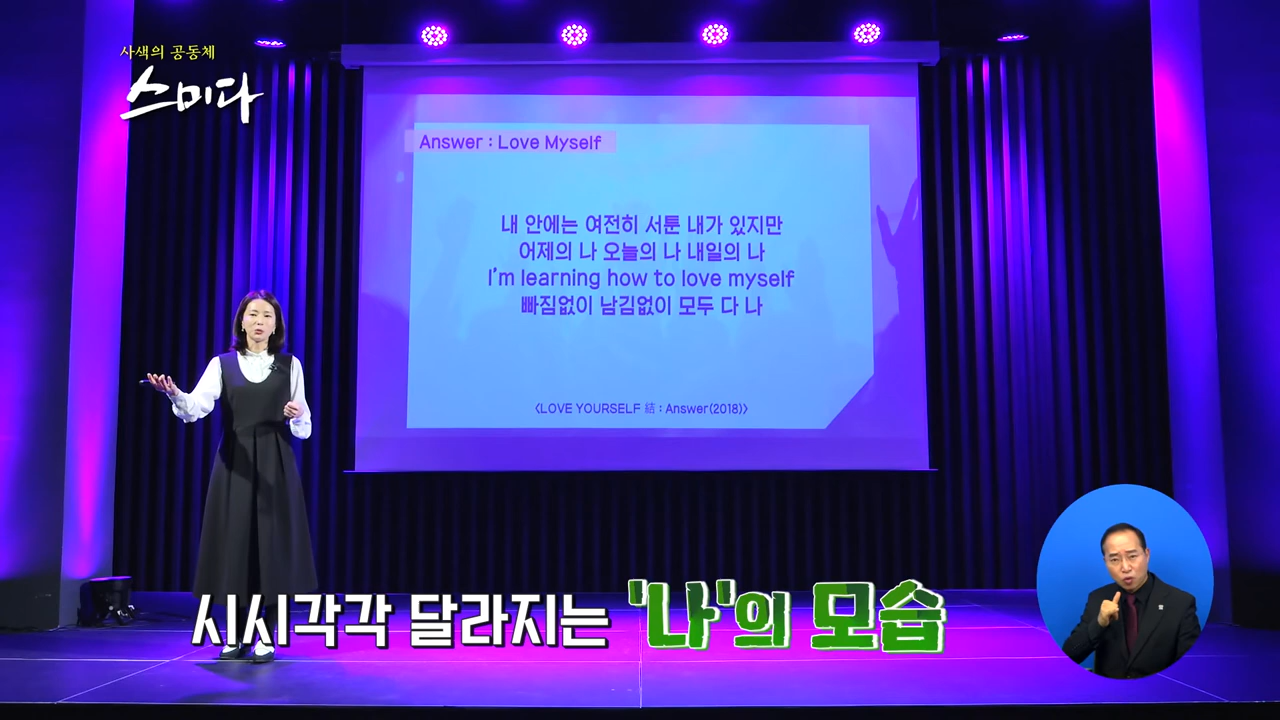 사색의 공동체
스미다
Answer : Love Myself
내 안에는 여전히 서툰 내가 있지만
어제의 나 오늘의 나 내일의 나
I'm learning how to love myself
빠짐없이 남김없이 모두 다 나
〈LOVE YOURSELF 結 : Answer(2018)〉
시시각각 달라지는 '나'의 모습